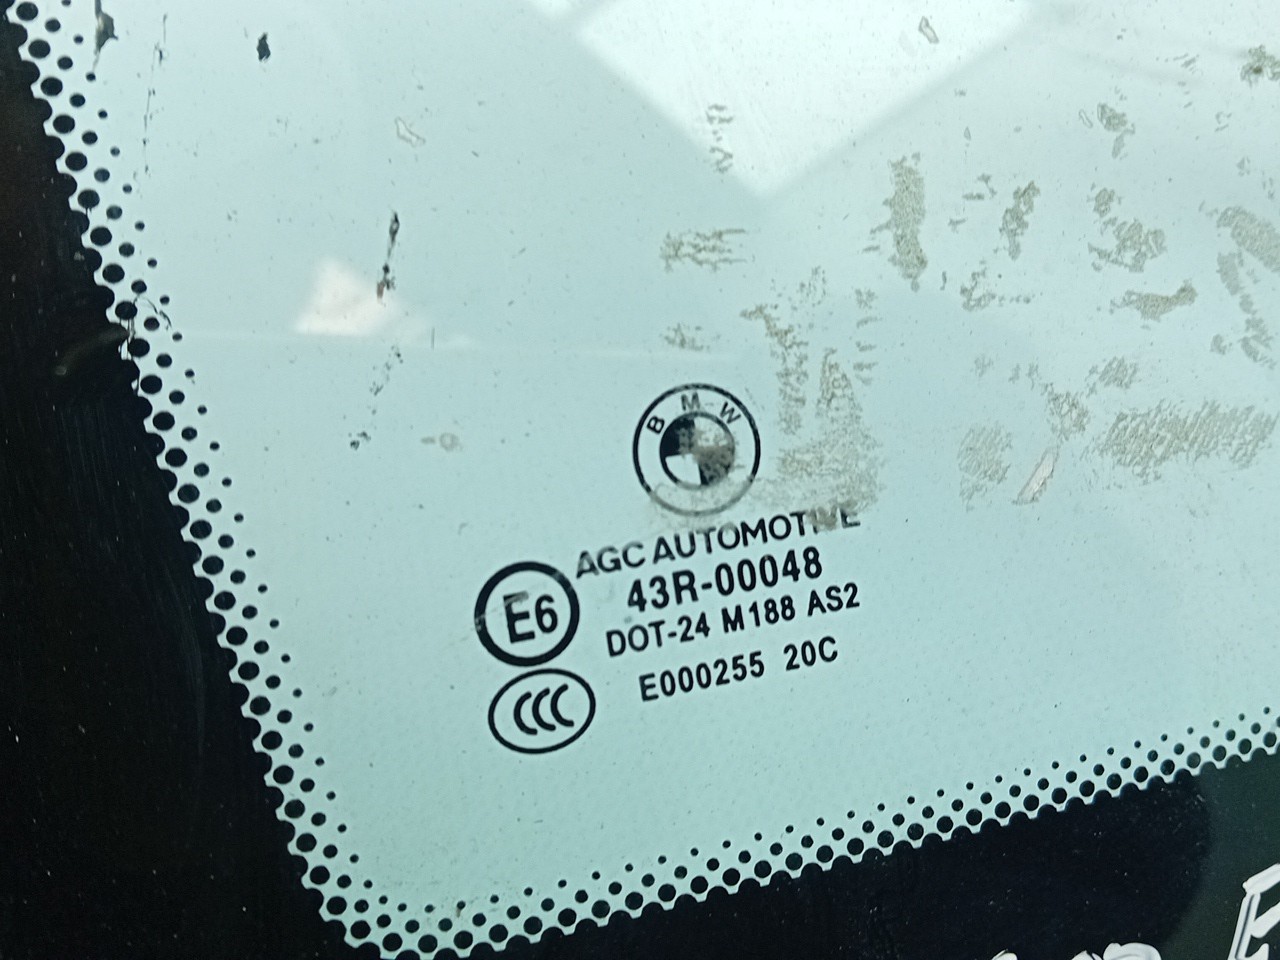 BMW
AGC AUTOMOTIVE
43R-00048
E6
DOT-24 M188 AS2
E000255 20C
CCC